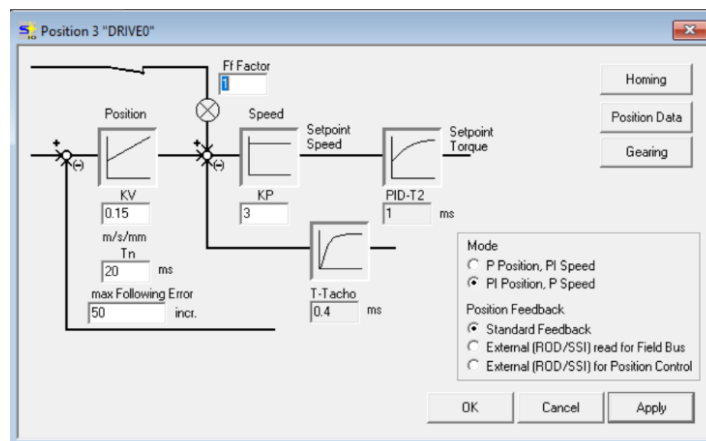 Position 3 "DRIVE0"
Ff Factor
1
Homing
Position
Speed
Position Data
Setpoint
Speed
Setpoint
Torque
Gearing
+
(-)
+
(-)
KV
0.15
KP
3
PID-T2
1 ms
m/s/mm
Tn
20 ms
max Following Error
50 incr.
T-Tacho
0.4 ms
Mode
P Position, PI Speed
PI Position, P Speed
Position Feedback
Standard Feedback
External (ROD/SSI) read for Field Bus
External (ROD/SSI) for Position Control
OK
Cancel
Apply